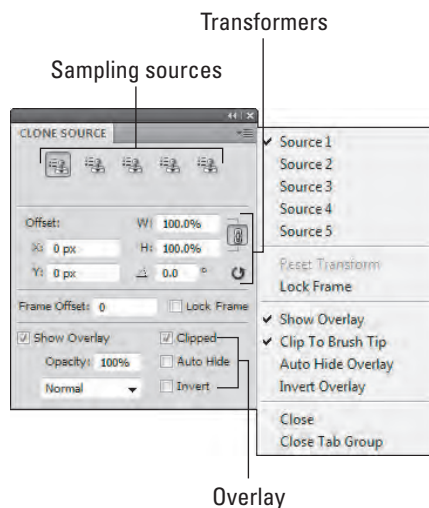 Transformers
Sampling sources
CLONE SOURCE
Offset:
W: 100.0%
X: 0 px
H: 100.0%
Y: 0 px
0.0 °
Frame Offset: 0
Lock Frame
Show Overlay
Clipped
Opacity: 100%
Auto Hide
Normal
Invert
Source 1
Source 2
Source 3
Source 4
Source 5
Reset Transform
Lock Frame
Show Overlay
Clip To Brush Tip
Auto Hide Overlay
Invert Overlay
Close
Close Tab Group
Overlay